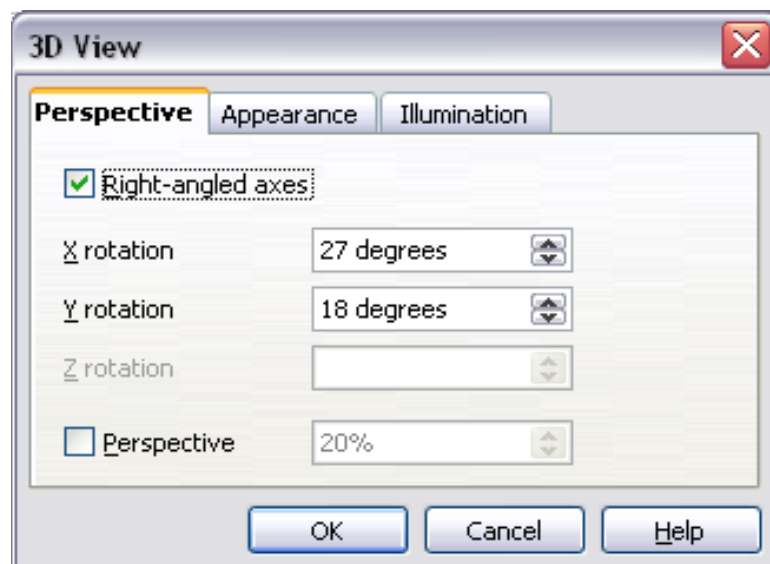 3D View
Perspective Appearance Illumination
Right-angled axes
X rotation 27 degrees
Y rotation 18 degrees
Z rotation
Perspective 20%
OK Cancel Help